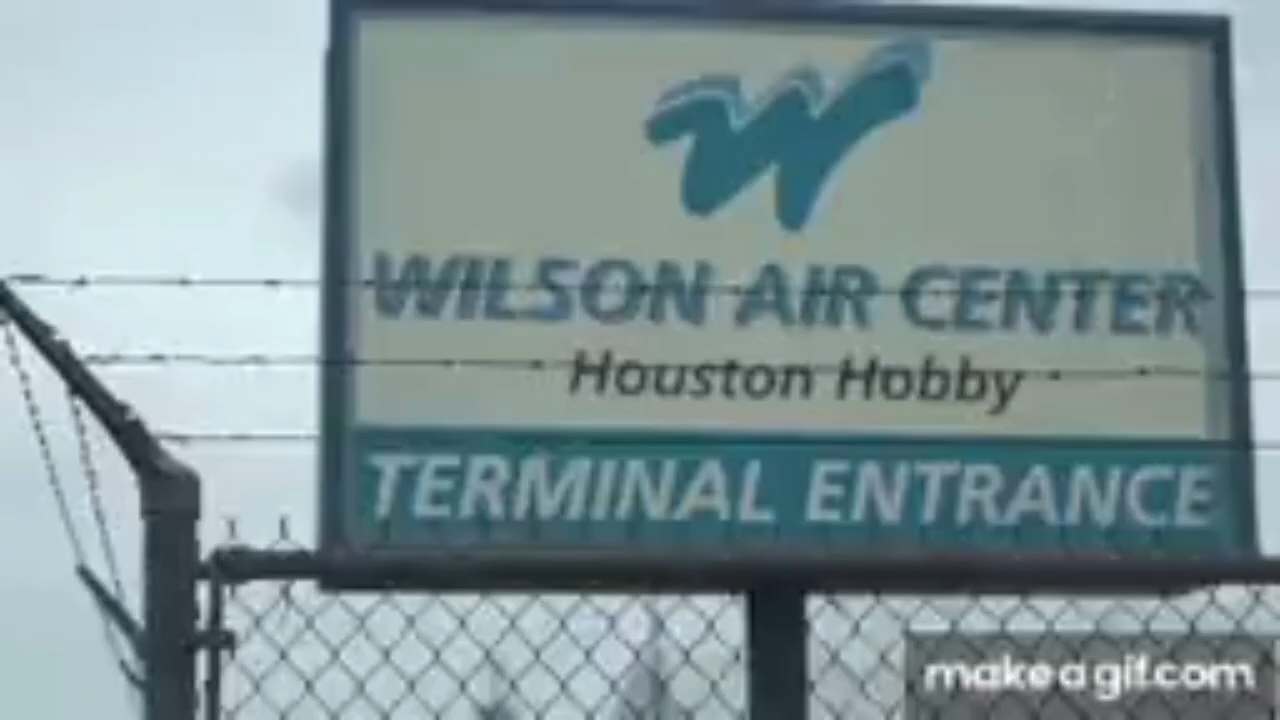 WILSON AIR CENTER
Houston Hobby
TERMINAL ENTRANCE
makeagif.com